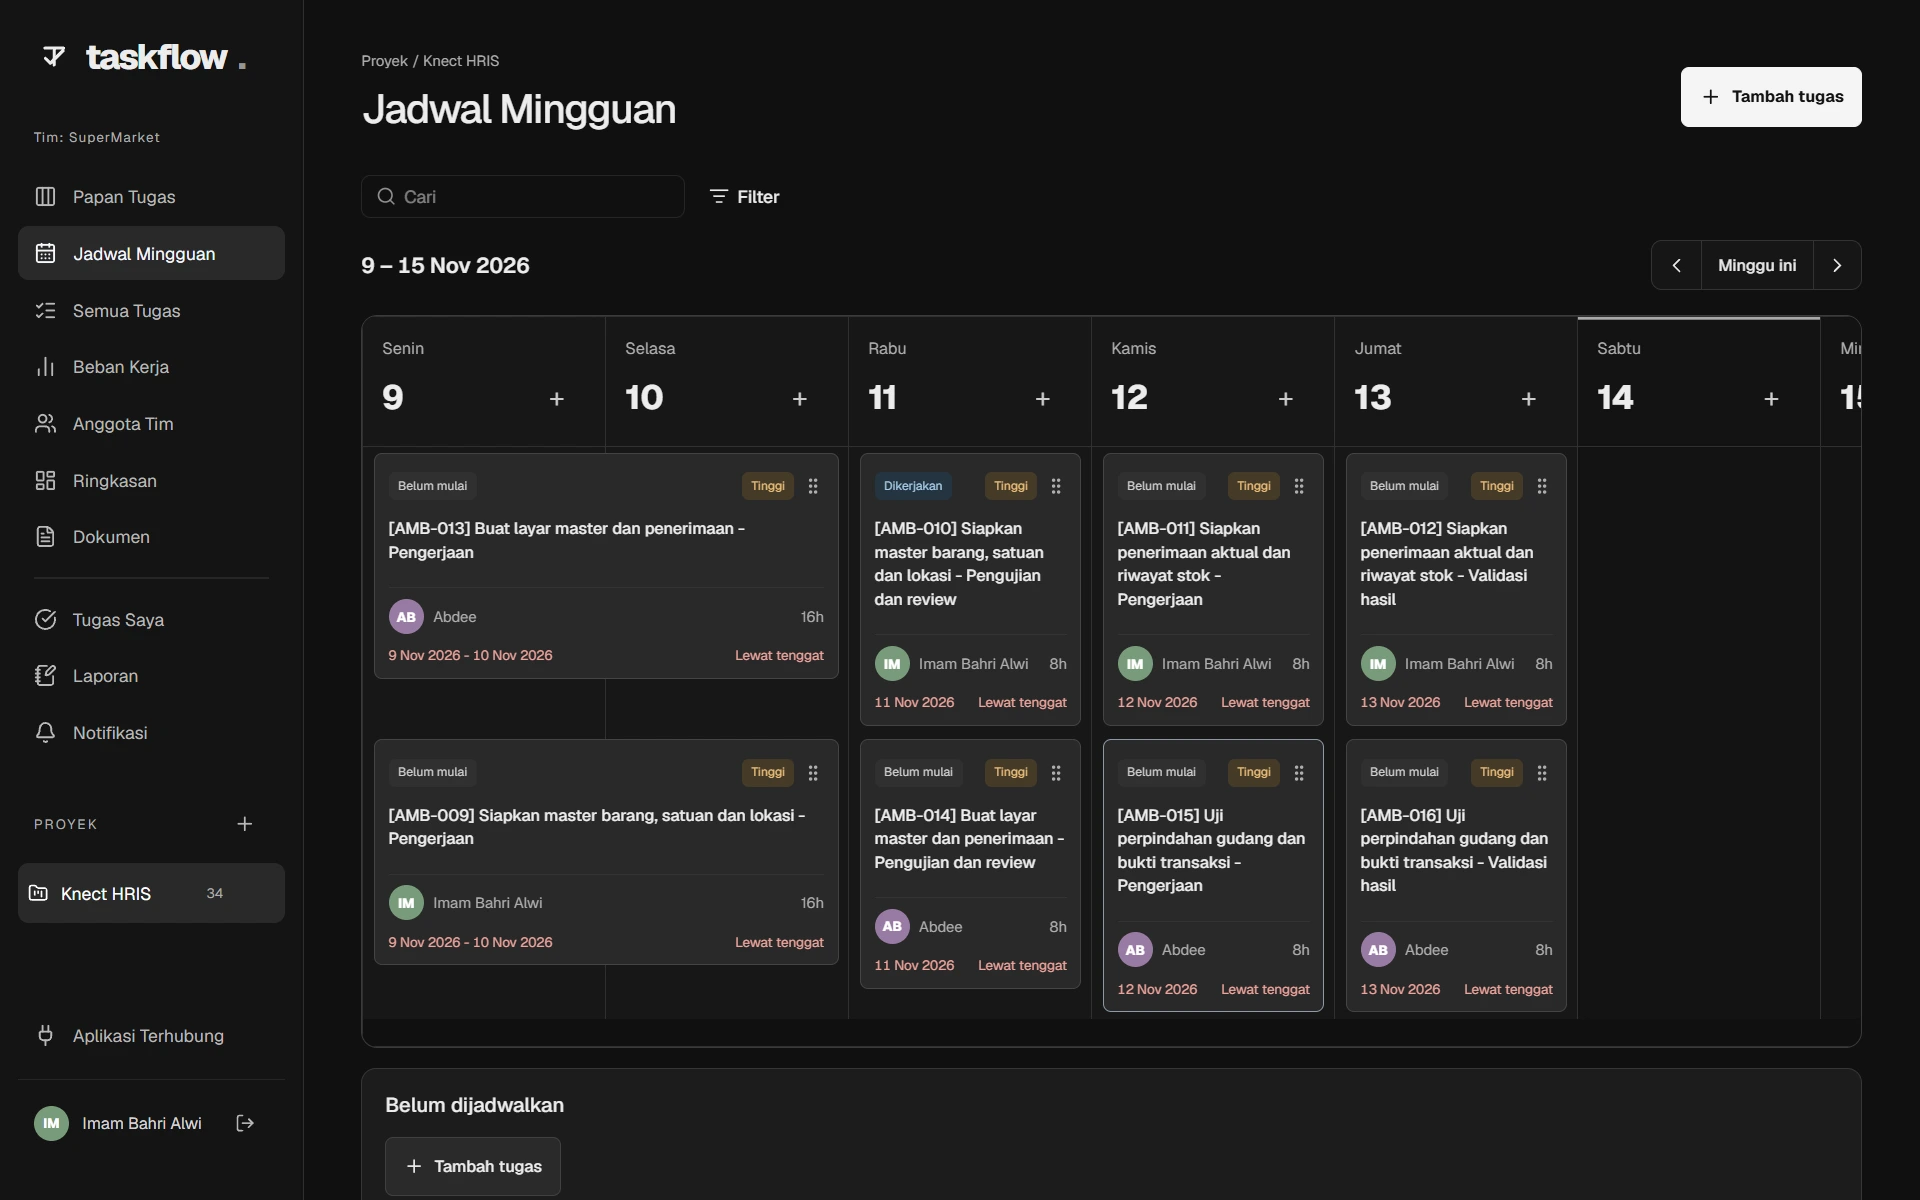 taskflow .
Tim: SuperMarket
Papan Tugas
Jadwal Mingguan
Semua Tugas
Beban Kerja
Anggota Tim
Ringkasan
Dokumen
Tugas Saya
Laporan
Notifikasi
PROYEK
Knect HRIS 34
Aplikasi Terhubung
IM Imam Bahri Alwi
Proyek / Knect HRIS
Jadwal Mingguan
Tambah tugas
Cari
Filter
9 – 15 Nov 2026
Minggu ini
Senin
9
Selasa
10
Rabu
11
Kamis
12
Jumat
13
Sabtu
14
Belum mulai Tinggi
[AMB-013] Buat layar master dan penerimaan -
Pengerjaan
AB Abdee 16h
9 Nov 2026 - 10 Nov 2026 Lewat tenggat
Dikerjakan Tinggi
[AMB-010] Siapkan
master barang, satuan
dan lokasi - Pengujian
dan review
IM Imam Bahri Alwi 8h
11 Nov 2026 Lewat tenggat
Belum mulai Tinggi
[AMB-011] Siapkan
penerimaan aktual dan
riwayat stok -
Pengerjaan
IM Imam Bahri Alwi 8h
12 Nov 2026 Lewat tenggat
Belum mulai Tinggi
[AMB-012] Siapkan
penerimaan aktual dan
riwayat stok - Validasi
hasil
IM Imam Bahri Alwi 8h
13 Nov 2026 Lewat tenggat
Belum mulai Tinggi
[AMB-009] Siapkan master barang, satuan dan lokasi -
Pengerjaan
IM Imam Bahri Alwi 16h
9 Nov 2026 - 10 Nov 2026 Lewat tenggat
Belum mulai Tinggi
[AMB-014] Buat layar
master dan penerimaan -
Pengujian dan review
AB Abdee 8h
11 Nov 2026 Lewat tenggat
Belum mulai Tinggi
[AMB-015] Uji
perpindahan gudang dan
bukti transaksi -
Pengerjaan
AB Abdee 8h
12 Nov 2026 Lewat tenggat
Belum mulai Tinggi
[AMB-016] Uji
perpindahan gudang dan
bukti transaksi - Validasi
hasil
AB Abdee 8h
13 Nov 2026 Lewat tenggat
Belum dijadwalkan
Tambah tugas